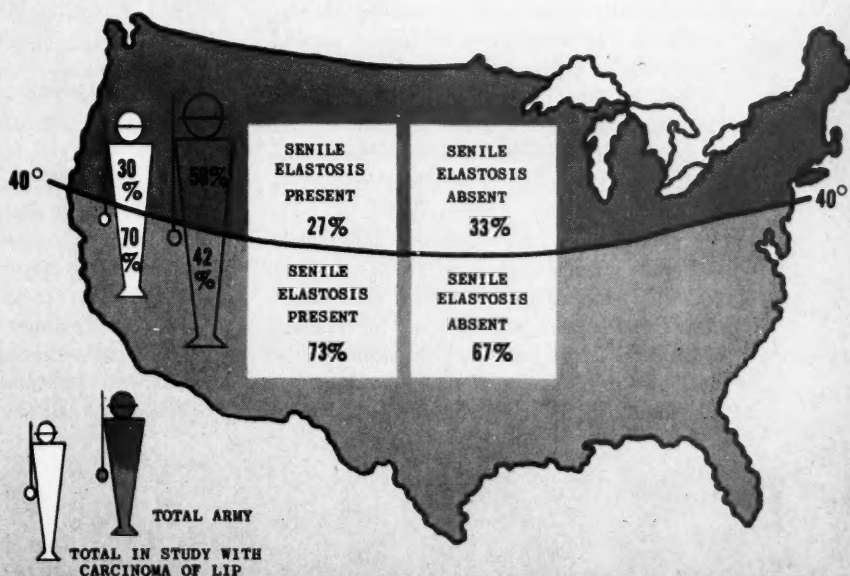 SENILE
ELASTOSIS
PRESENT
27%
SENILE
ELASTOSIS
ABSENT
33%
40°
40°
30
%
70
%
58%
42
%
SENILE
ELASTOSIS
PRESENT
73%
SENILE
ELASTOSIS
ABSENT
67%
TOTAL ARMY
TOTAL IN STUDY WITH
CARCINOMA OF LIP